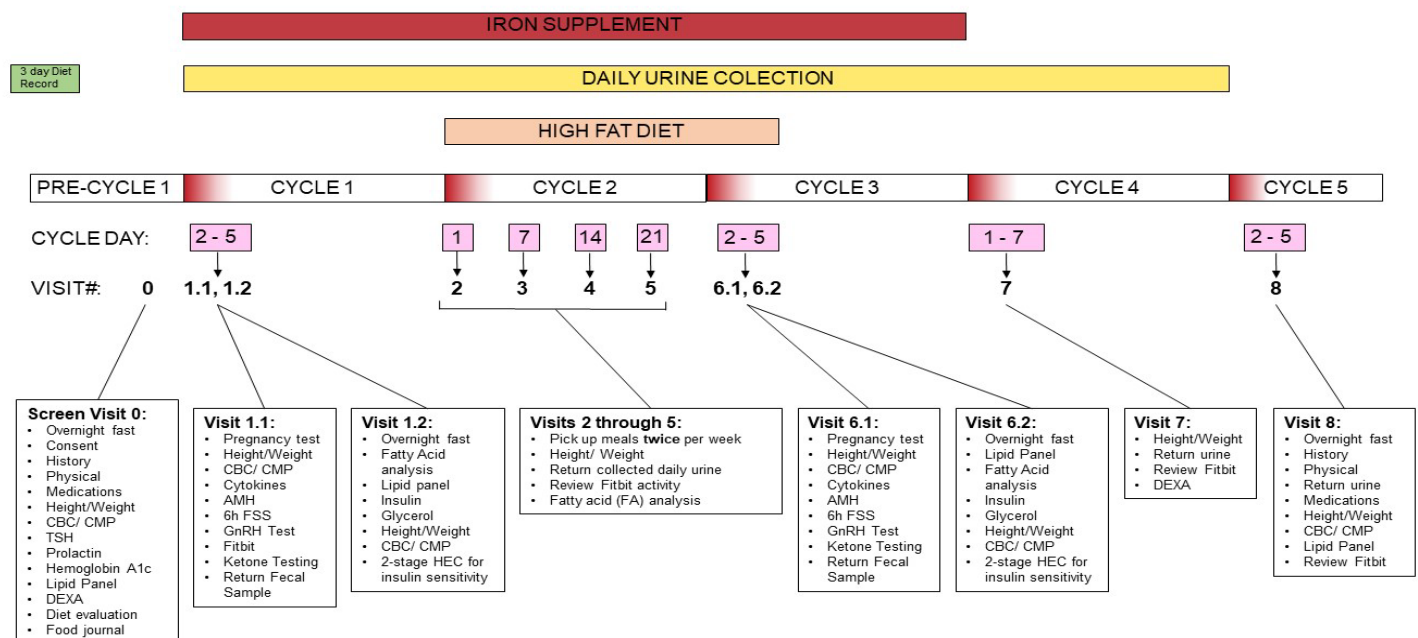 IRON SUPPLEMENT
3 day Diet
Record
DAILY URINE COLECTION
HIGH FAT DIET
PRE-CYCLE 1
CYCLE 1
CYCLE 2
CYCLE 3
CYCLE 4
CYCLE 5
CYCLE DAY:
2 - 5
1
7
14
21
2 - 5
1 - 7
2 - 5
VISIT#:
0
1.1, 1.2
2
3
4
5
6.1, 6.2
7
8
Screen Visit 0:
• Overnight fast
• Consent
• History
• Physical
• Medications
• Height/Weight
• CBC/ CMP
• TSH
• Prolactin
• Hemoglobin A1c
• Lipid Panel
• DEXA
• Diet evaluation
• Food journal
Visit 1.1:
• Pregnancy test
• Height/Weight
• CBC/ CMP
• Cytokines
• AMH
• 6h FSS
• GnRH Test
• Fitbit
• Ketone Testing
• Return Fecal
Sample
Visit 1.2:
• Overnight fast
• Fatty Acid
analysis
• Lipid panel
• Insulin
• Glycerol
• Height/Weight
• CBC/ CMP
• 2-stage HEC for
insulin sensitivity
Visits 2 through 5:
• Pick up meals twice per week
• Height/ Weight
• Return collected daily urine
• Review Fitbit activity
• Fatty acid (FA) analysis
Visit 6.1:
• Pregnancy test
• Height/Weight
• CBC/ CMP
• Cytokines
• AMH
• 6h FSS
• GnRH Test
• Ketone Testing
• Return Fecal
Sample
Visit 6.2:
• Overnight fast
• Lipid Panel
• Fatty Acid
analysis
• Insulin
• Glycerol
• Height/Weight
• CBC/ CMP
• 2-stage HEC for
insulin sensitivity
Visit 7:
• Height/Weight
• Return urine
• Review Fitbit
• DEXA
Visit 8:
• Overnight fast
• History
• Physical
• Return urine
• Medications
• Height/Weight
• CBC/ CMP
• Lipid Panel
• Review Fitbit